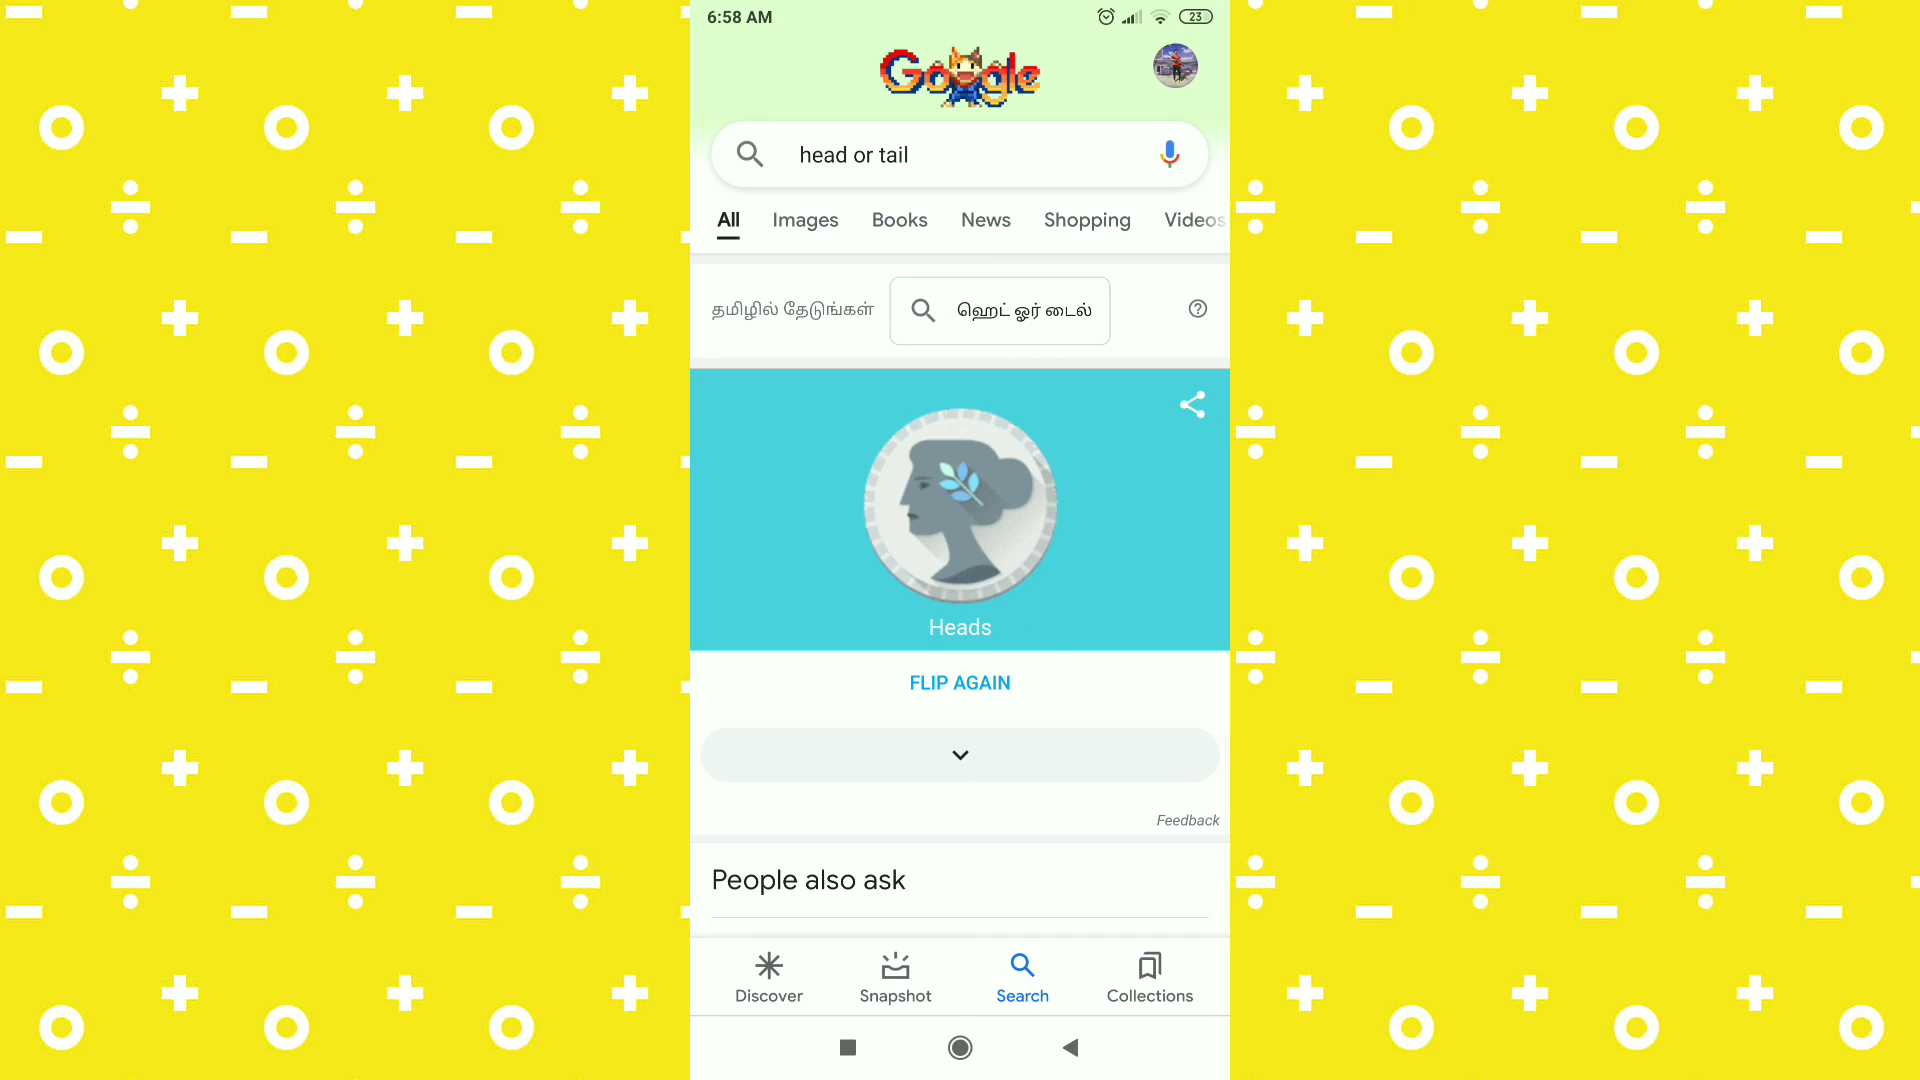 6:58 AM
23
Google
head or tail
All Images Books News Shopping Videos
தமிழில் தேடுங்கள் ஹெட் ஓர் டைல்
Heads
FLIP AGAIN
Feedback
People also ask
Discover Snapshot Search Collections